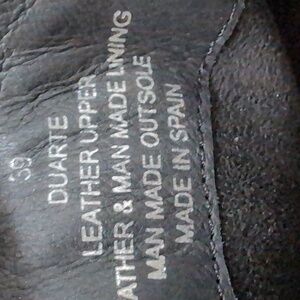 39
DUARTE
LEATHER UPPER
ATHER & MAN MADE LINING
MAN MADE OUTSOLE
MADE IN SPAIN